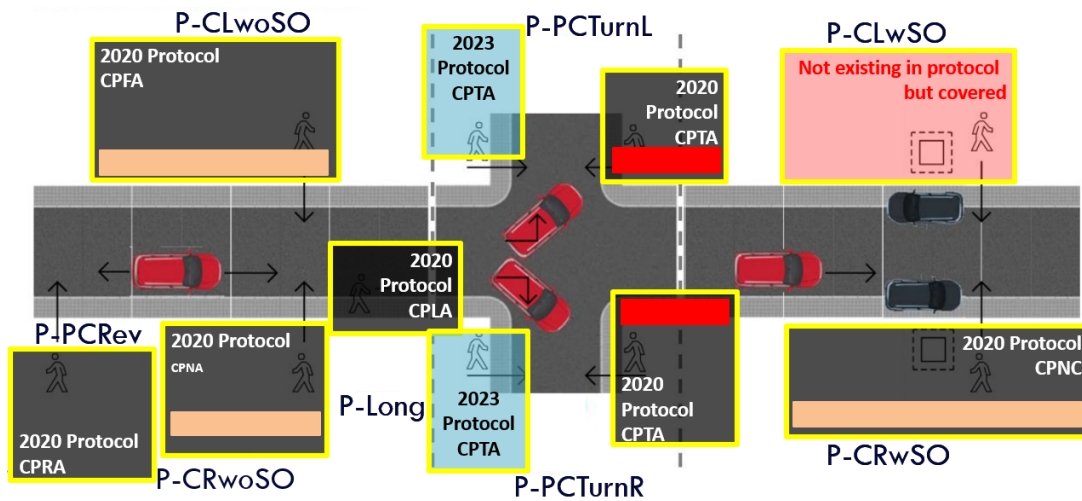 P-CLwoSO
P-PCTurnL
P-CLwSO
2020 Protocol
CPFA
2023
Protocol
CPTA
2020
Protocol
CPTA
Not existing in protocol
but covered
2020
Protocol
CPLA
P-PCRev
2020 Protocol
CPRA
2020 Protocol
CPNA
P-Long
2023
Protocol
CPTA
2020
Protocol
CPTA
2020 Protocol
CPNC
P-CRwoSO
P-PCTurnR
P-CRwSO